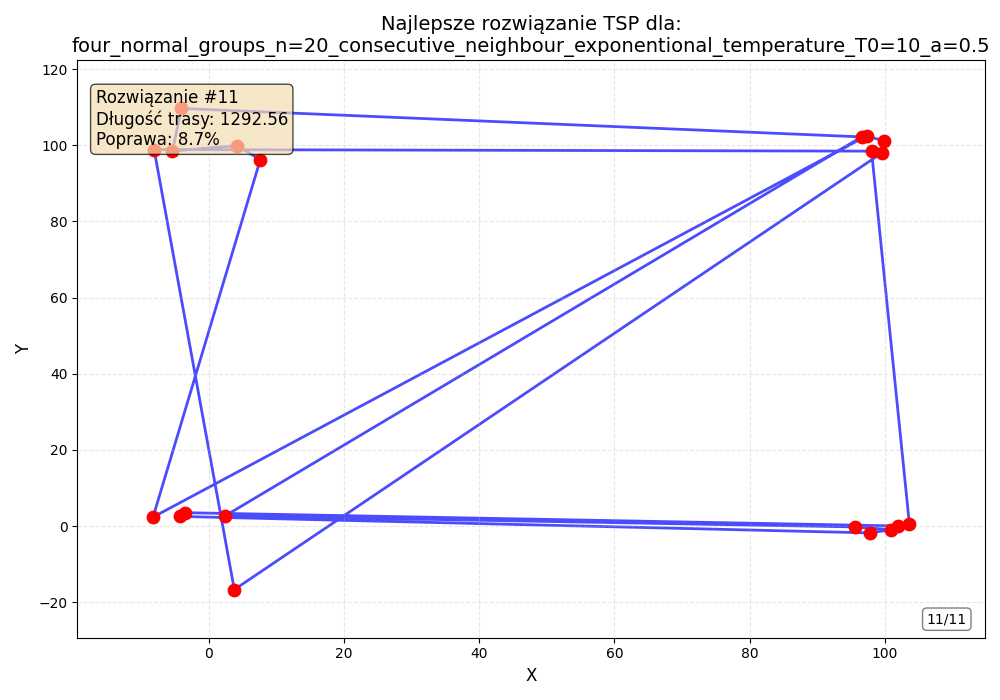 Najlepsze rozwiązanie TSP dla:
four_normal_groups_n=20_consecutive_neighbour_exponentional_temperature_T0=10_a=0.5
Rozwiązanie #11
Długość trasy: 1292.56
Poprawa: 8.7%
120
100
80
60
40
20
0
−20
Y
0
20
40
60
80
100
X
11/11